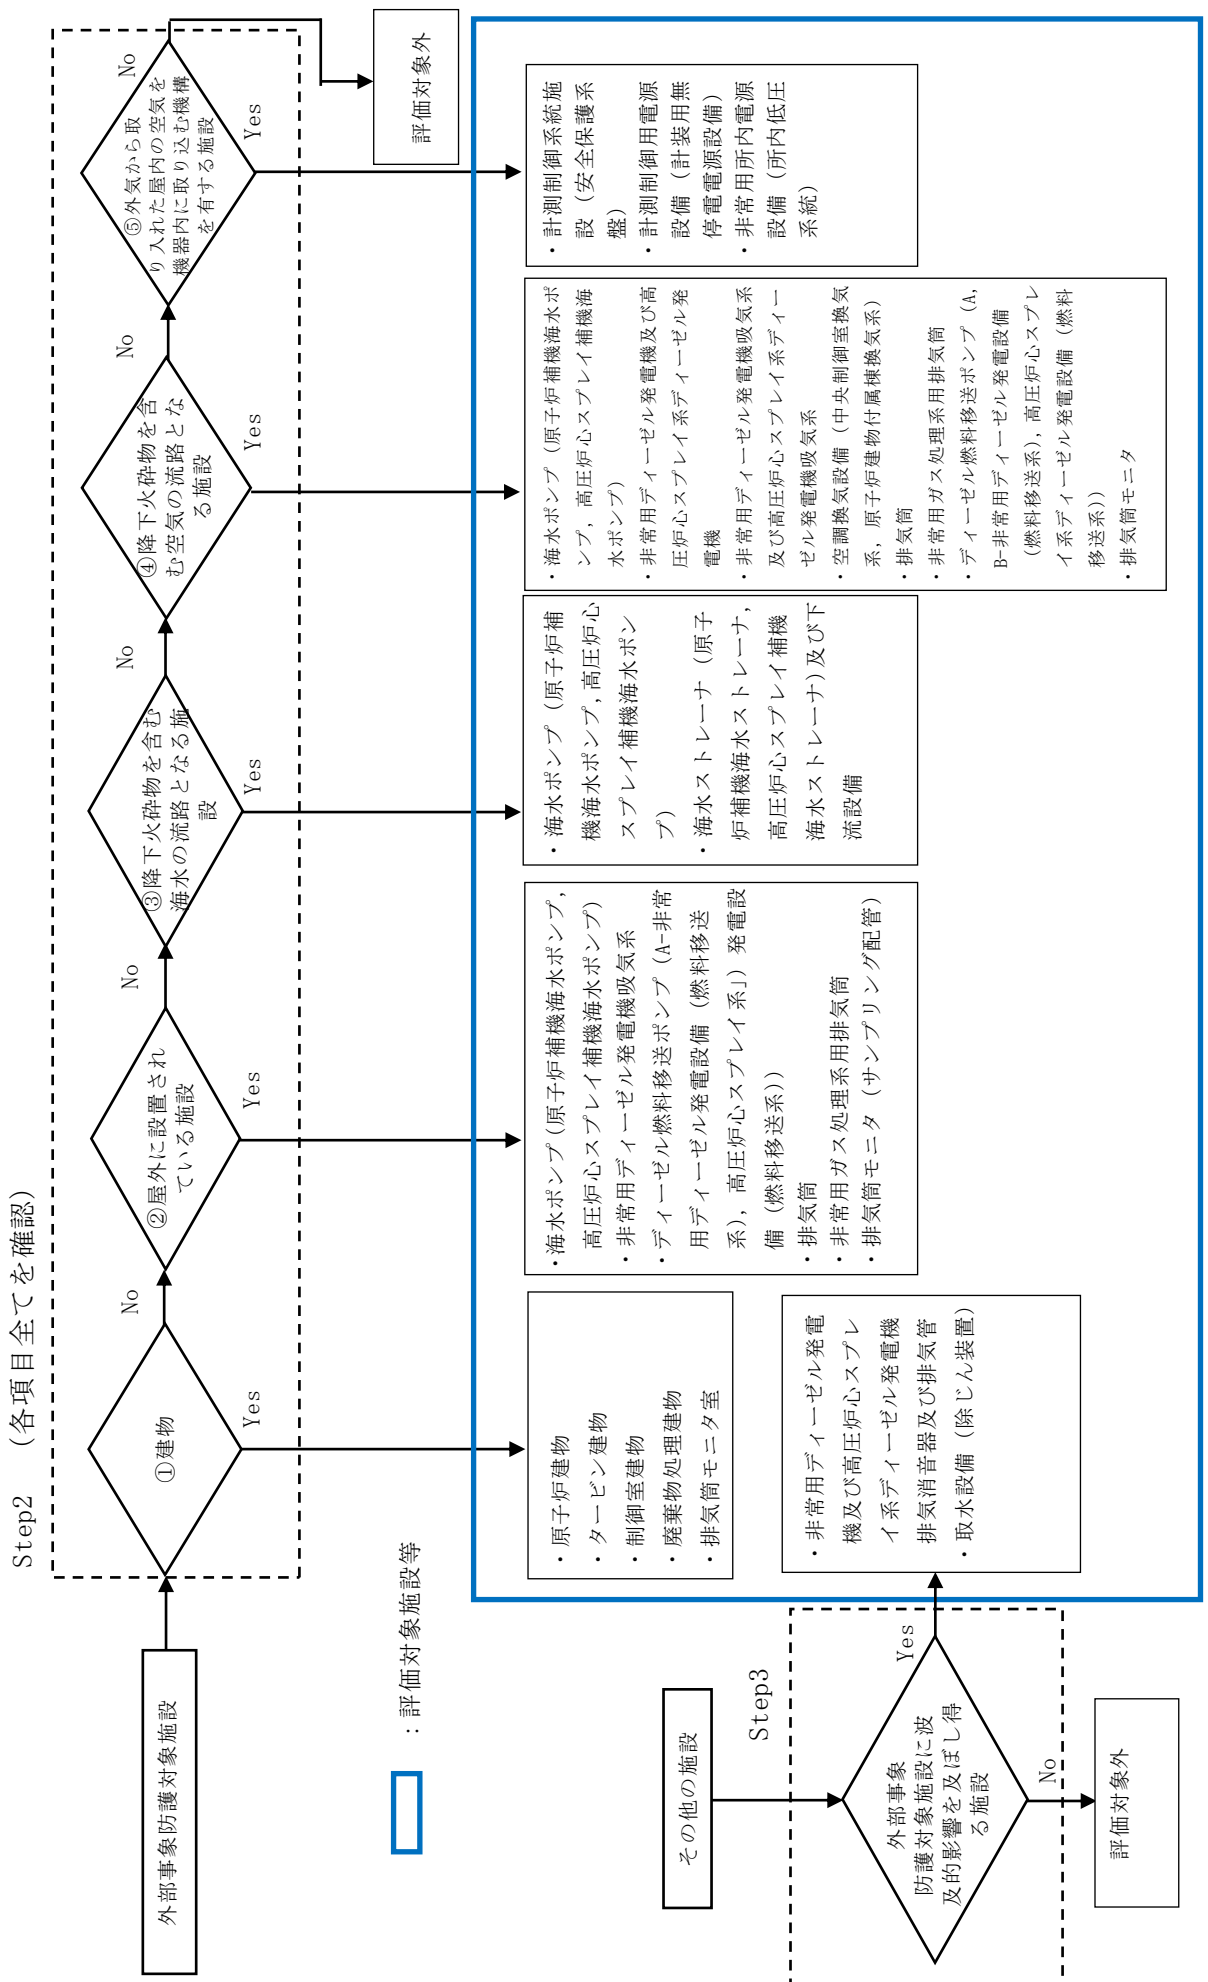 Step2　(各項目全てを確認)
外部事象防護対象施設
①建物
Yes
No
②屋外に設置され
ている施設
Yes
No
③降下火砕物を含む
海水の流路となる施
設
Yes
No
④降下火砕物を含
む空気の流路とな
る施設
Yes
No
⑤外気から取
り入れた屋内の空気を
機器内に取り込む機構
を有する施設
Yes
No
評価対象外
：評価対象施設等
・原子炉建物
・タービン建物
・制御室建物
・廃棄物処理建物
・排気筒モニタ室
・海水ポンプ(原子炉補機海水ポンプ,
高圧炉心スプレイ補機海水ポンプ)
・非常用ディーゼル発電機吸気系
・ディーゼル燃料移送ポンプ（A-非常
用ディーゼル発電設備（燃料移送
系），高圧炉心スプレイ系」）発電設
備（燃料移送系））
・排気筒
・非常用ガス処理系用排気筒
・排気筒モニタ（サンプリング配管）
・海水ポンプ（原子炉補
機海水ポンプ,高圧炉心
スプレイ補機海水ポン
プ）
・海水ストレーナ（原子
炉補機海水ストレーナ,
高圧炉心スプレイ補機
海水ストレーナ)及び下
流設備
・海水ポンプ（原子炉補機海水ポ
ンプ，高圧炉心スプレイ補機海
水ポンプ）
・非常用ディーゼル発電機及び高
圧炉心スプレイ系ディーゼル発
電機
・非常用ディーゼル発電機吸気系
及び高圧炉心スプレイ系ディー
ゼル発電機吸気系
・空調換気設備（中央制御室換気
系，原子炉建物付属棟換気系）
・排気筒
・非常用ガス処理系用排気筒
・ディーゼル燃料移送ポンプ（A,
B-非常用ディーゼル発電設備
（燃料移送系），高圧炉心スプレ
イ系ディーゼル発電設備（燃料
移送系））
・排気筒モニタ
・計測制御系統施
設（安全保護系
盤）
・計測制御用電源
設備（計装用無
停電電源設備）
・非常用所内電源
設備（所内低圧
系統）
その他の施設
Step3
外部事象
防護対象施設に波
及的影響を及ぼし得
る施設
Yes
No
評価対象外
・非常用ディーゼル発電
機及び高圧炉心スプレ
イ系ディーゼル発電機
排気消音器及び排気管
・取水設備（除じん装置）